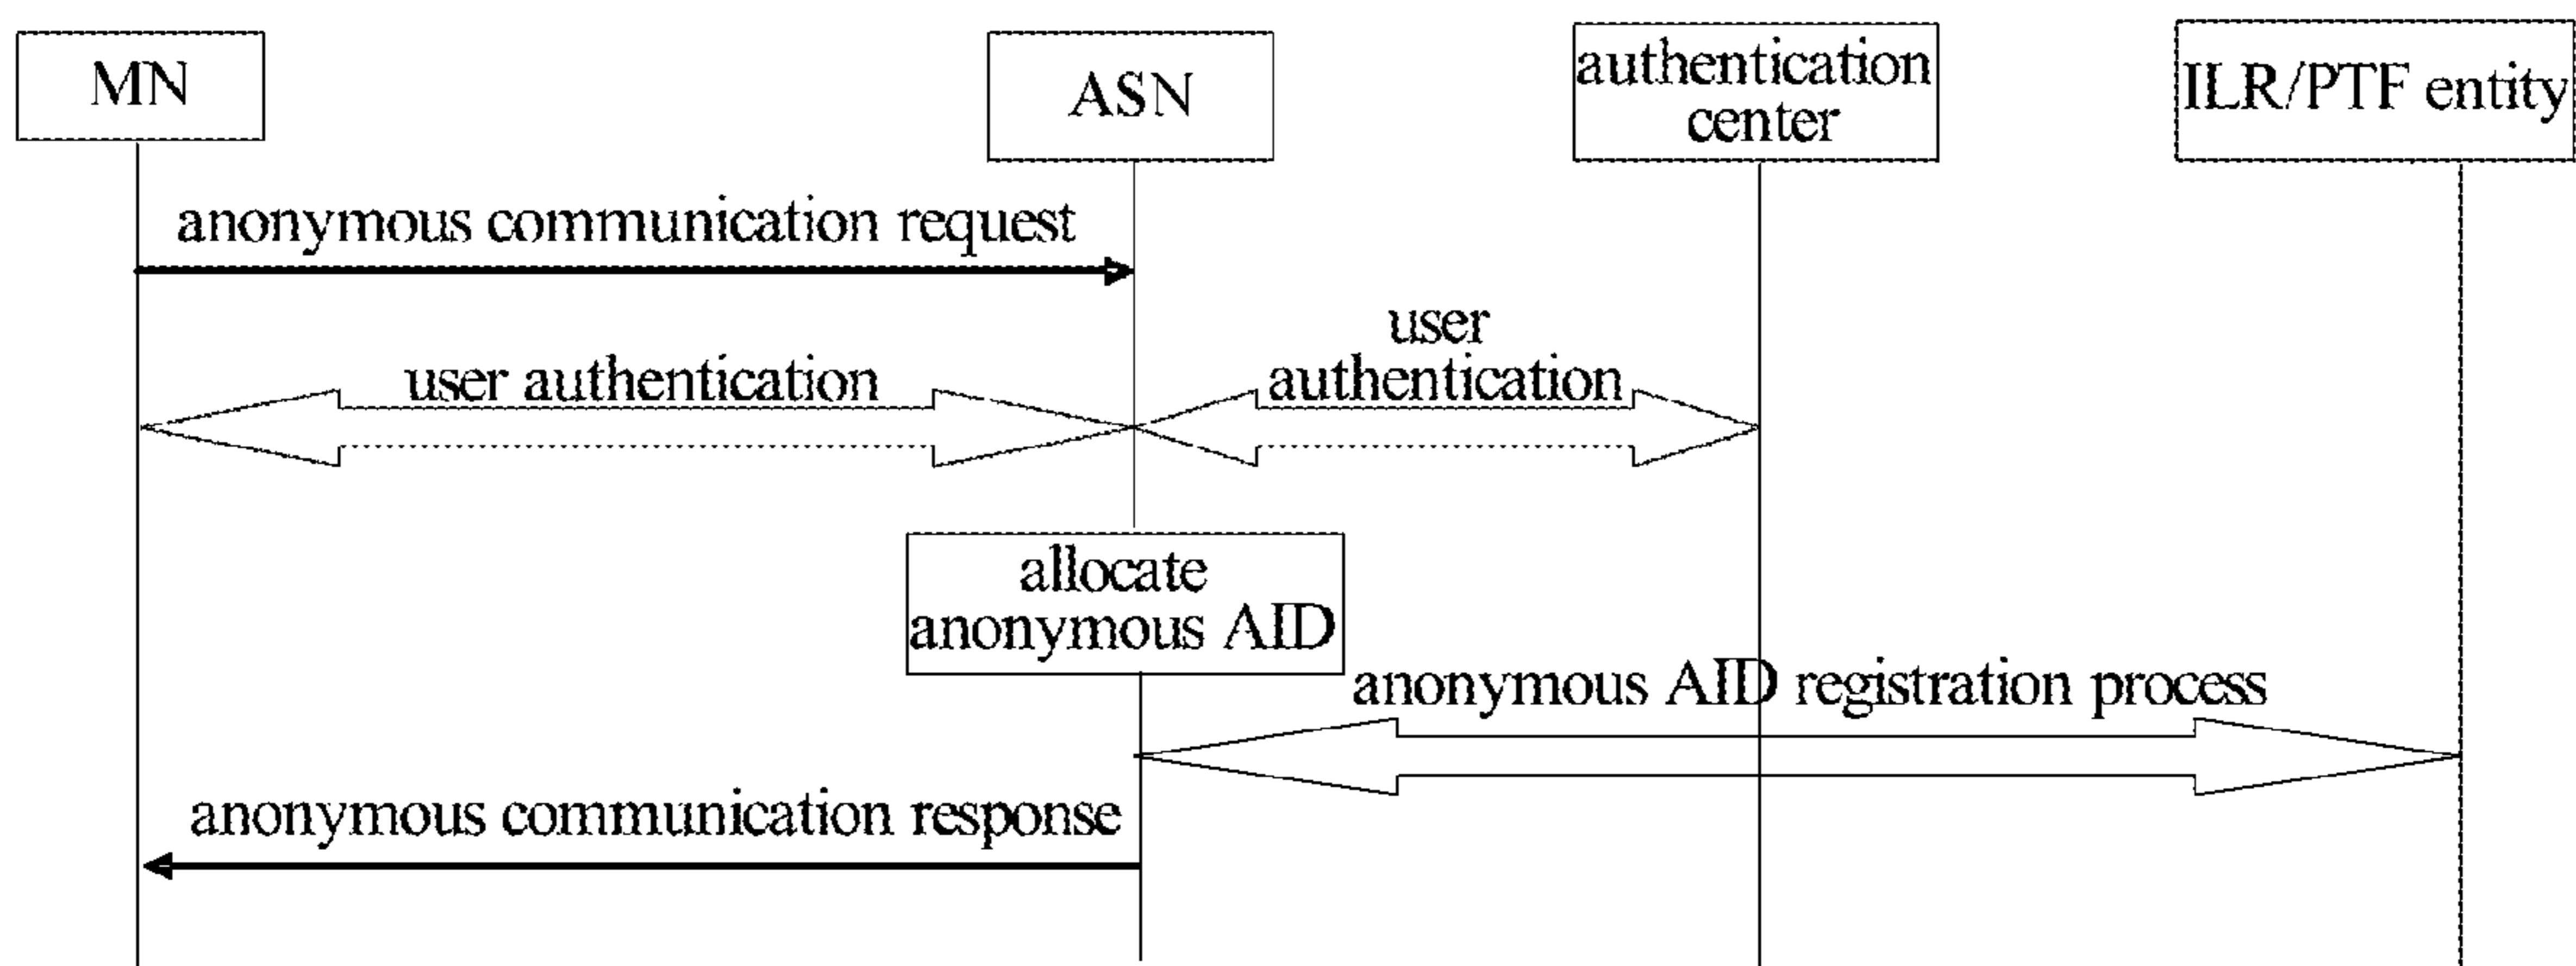 MN
ASN
authentication
center
ILR/PTF entity
anonymous communication request
user authentication
user
authentication
allocate
anonymous AID
anonymous AID registration process
anonymous communication response